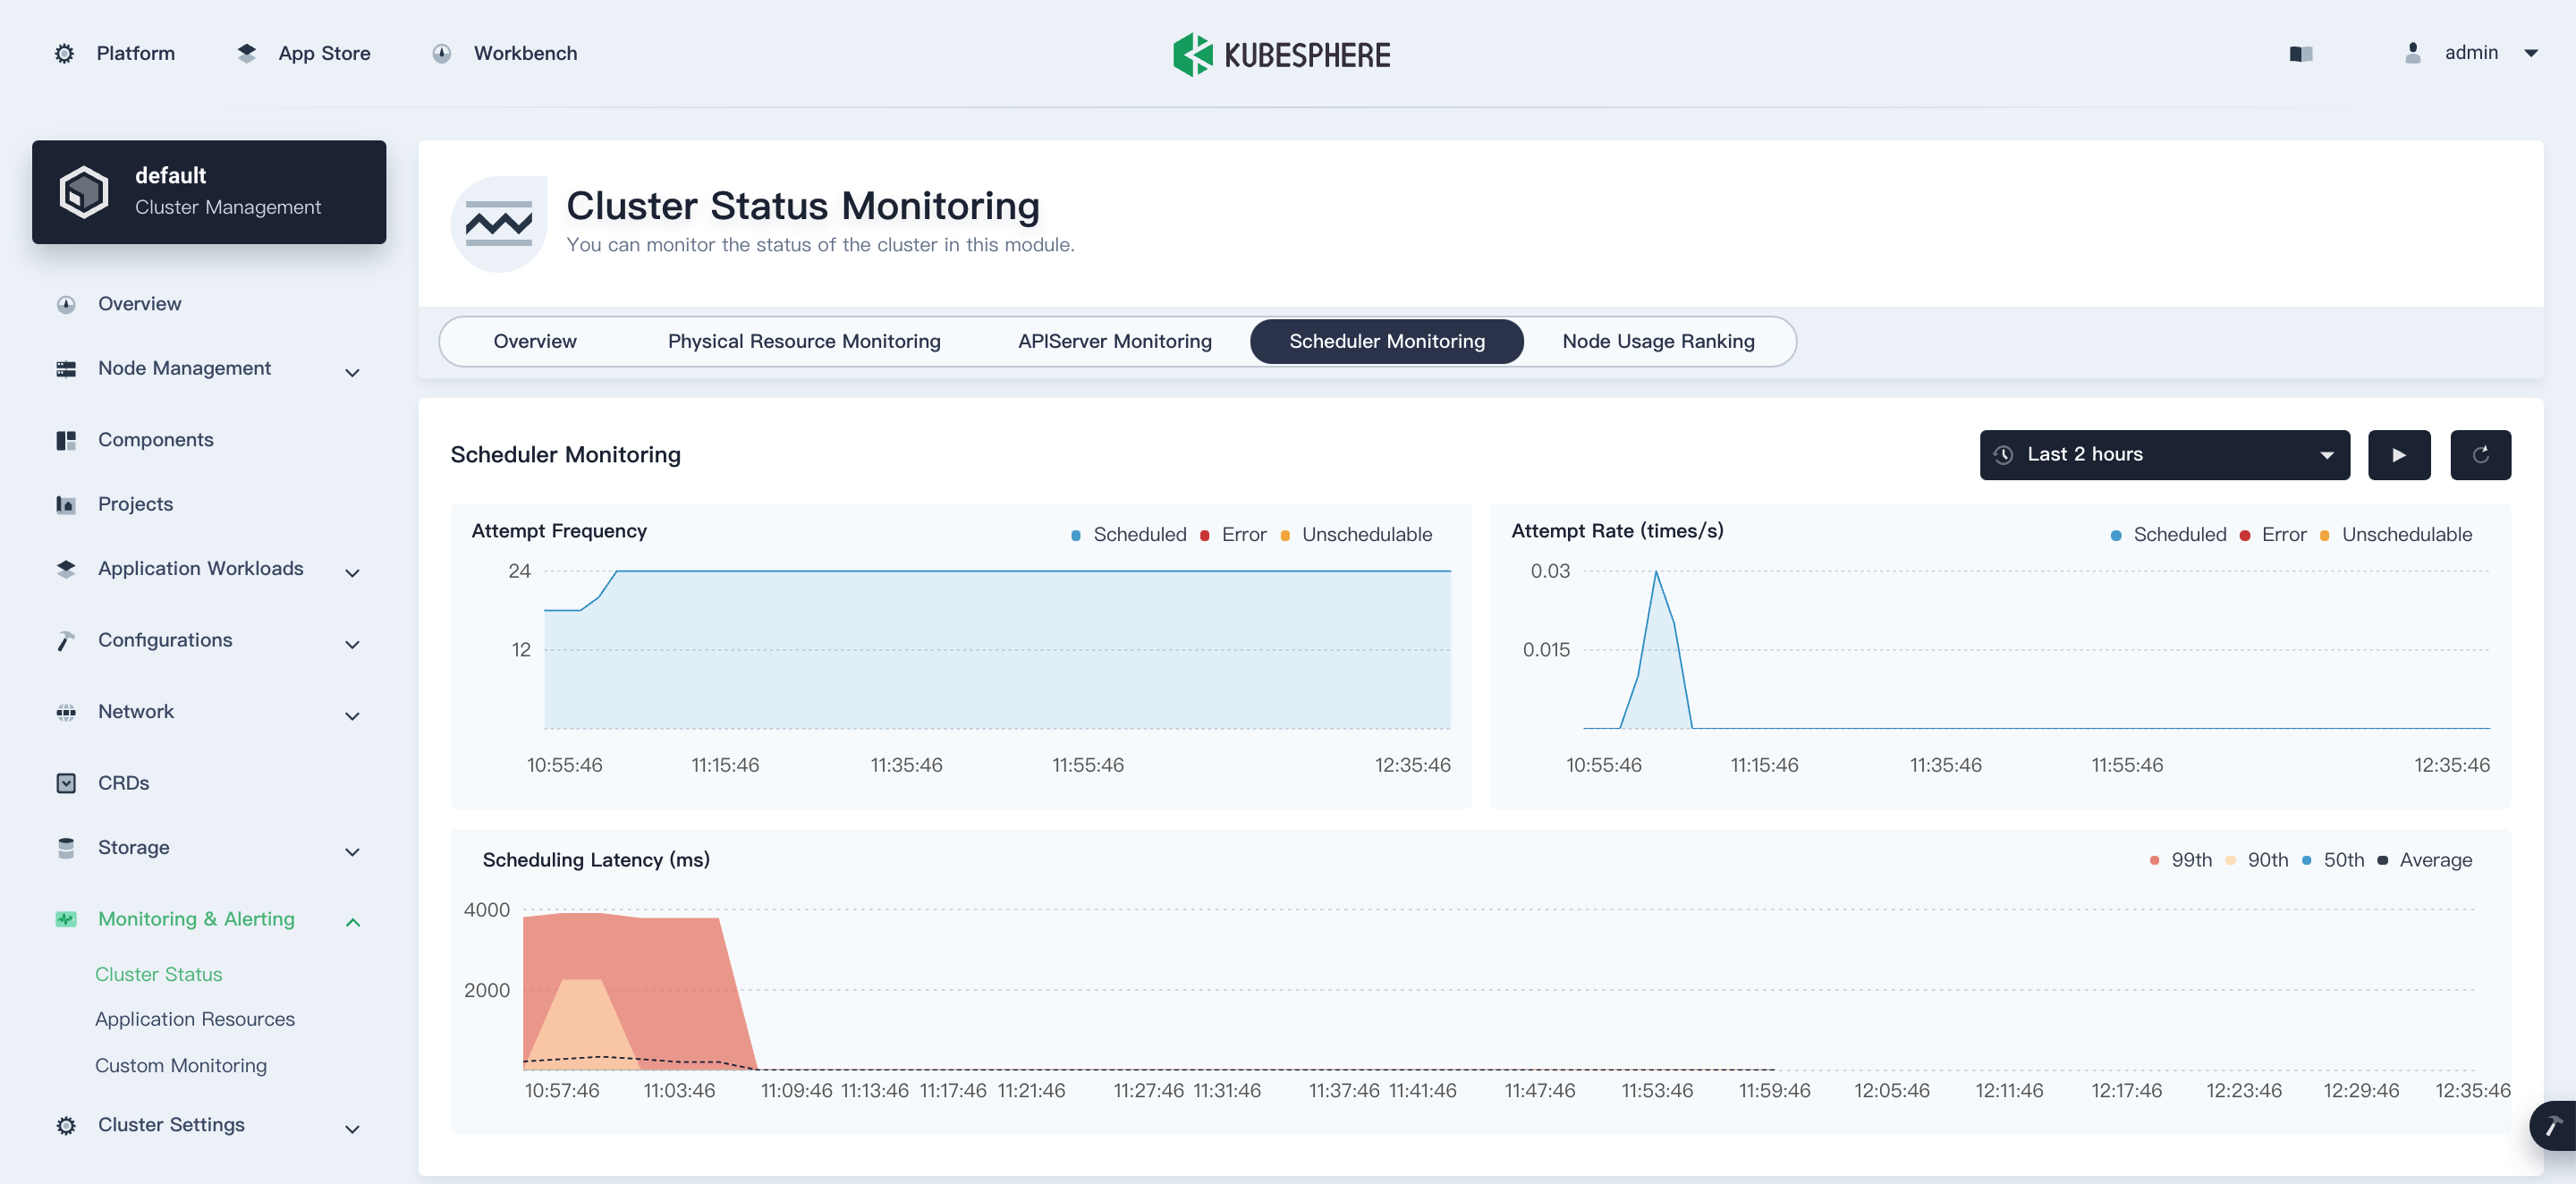 Platform App Store Workbench KUBESPHERE admin
default
Cluster Management
Overview
Node Management
Components
Projects
Application Workloads
Configurations
Network
CRDs
Storage
Monitoring & Alerting
Cluster Status
Application Resources
Custom Monitoring
Cluster Settings
Cluster Status Monitoring
You can monitor the status of the cluster in this module.
Overview Physical Resource Monitoring APIServer Monitoring Scheduler Monitoring Node Usage Ranking
Scheduler Monitoring Last 2 hours
Attempt Frequency Scheduled Error Unschedulable
24
12
10:55:46 11:15:46 11:35:46 11:55:46 12:35:46
Attempt Rate (times/s) Scheduled Error Unschedulable
0.03
0.015
10:55:46 11:15:46 11:35:46 11:55:46 12:35:46
Scheduling Latency (ms) 99th 90th 50th Average
4000
2000
10:57:46 11:03:46 11:09:46 11:13:46 11:17:46 11:21:46 11:27:46 11:31:46 11:37:46 11:41:46 11:47:46 11:53:46 11:59:46 12:05:46 12:11:46 12:17:46 12:23:46 12:29:46 12:35:46